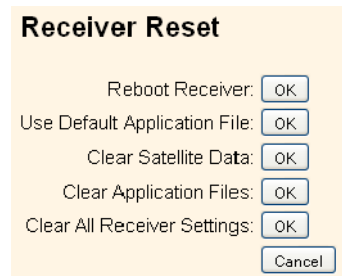 Receiver Reset
Reboot Receiver: OK
Use Default Application File: OK
Clear Satellite Data: OK
Clear Application Files: OK
Clear All Receiver Settings: OK
Cancel